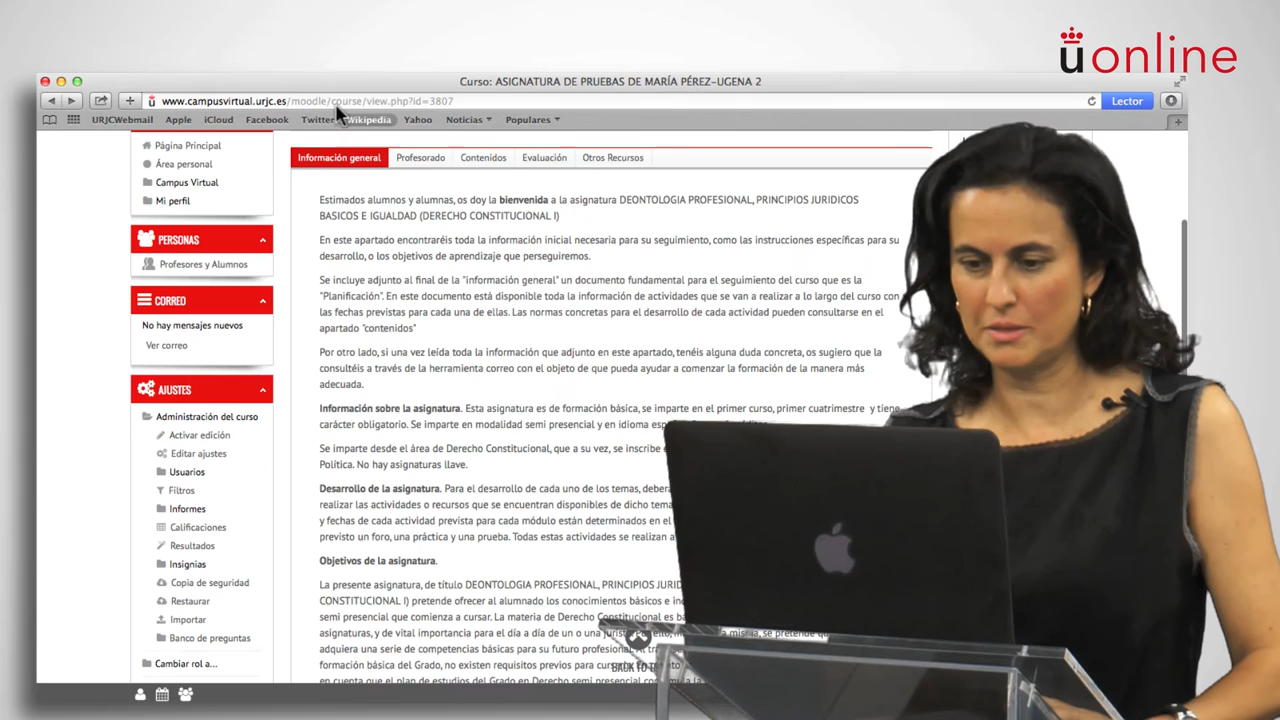 uonline
Curso: ASIGNATURA DE PRUEBAS DE MARÍA PÉREZ-UGENA 2
www.campusvirtual.urjc.es/moodle/course/view.php?id=3807
Lector
URJCWebmail Apple iCloud Facebook Twitter Wikipedia Yahoo Noticias Populares
Página Principal
Área personal
Campus Virtual
Mi perfil
PERSONAS
Profesores y Alumnos
CORREO
No hay mensajes nuevos
Ver correo
AJUSTES
Administración del curso
Activar edición
Editar ajustes
Usuarios
Filtros
Informes
Calificaciones
Resultados
Insignias
Copia de seguridad
Restaurar
Importar
Banco de preguntas
Cambiar rol a...
Información general Profesorado Contenidos Evaluación Otros Recursos
Estimados alumnos y alumnas, os doy la bienvenida a la asignatura DEONTOLOGIA PROFESIONAL, PRINCIPIOS JURIDICOS
BASICOS E IGUALDAD (DERECHO CONSTITUCIONAL I)
En este apartado encontraréis toda la información inicial necesaria para su seguimiento, como las instrucciones específicas para su
desarrollo, o los objetivos de aprendizaje que perseguiremos.
Se incluye adjunto al final de la "información general" un documento fundamental para el seguimiento del curso que es la
"Planificación". En este documento está disponible toda la información de actividades que se van a realizar a lo largo del curso con
las fechas previstas para cada una de ellas. Las normas concretas para el desarrollo de cada actividad pueden consultarse en el
apartado "contenidos"
Por otro lado, si una vez leída toda la información que adjunto en este apartado, tenéis alguna duda concreta, os sugiero que la
consultéis a través de la herramienta correo con el objeto de que pueda ayudar a comenzar la formación de la manera más
adecuada.
Información sobre la asignatura. Esta asignatura es de formación básica, se imparte en el primer curso, primer cuatrimestre y tiene
carácter obligatorio. Se imparte en modalidad semi presencial y en idioma
Se imparte desde el área de Derecho Constitucional, que a su vez, se inscribe
Política. No hay asignaturas llave.
Desarrollo de la asignatura. Para el desarrollo de cada uno de los temas,
realizar las actividades o recursos que se encuentran disponibles de dicho
y fechas de cada actividad prevista para cada módulo están determinados en el
previsto un foro, una práctica y una prueba. Todas estas actividades se realizan
Objetivos de la asignatura.
La presente asignatura, de título DEONTOLOGIA PROFESIONAL, PRINCIPIOS
CONSTITUCIONAL I) pretende ofrecer al alumnado los conocimientos básicos e
semi presencial que comienza a cursar. La materia de Derecho Constitucional es
asignaturas, y de vital importancia para el día a día de un o una
adquiera una serie de competencias básicas para su futuro profesional.
formación básica del Grado, no existen requisitos previos para
en cuenta que el plan de estudios del Grado en Derecho semi presencial